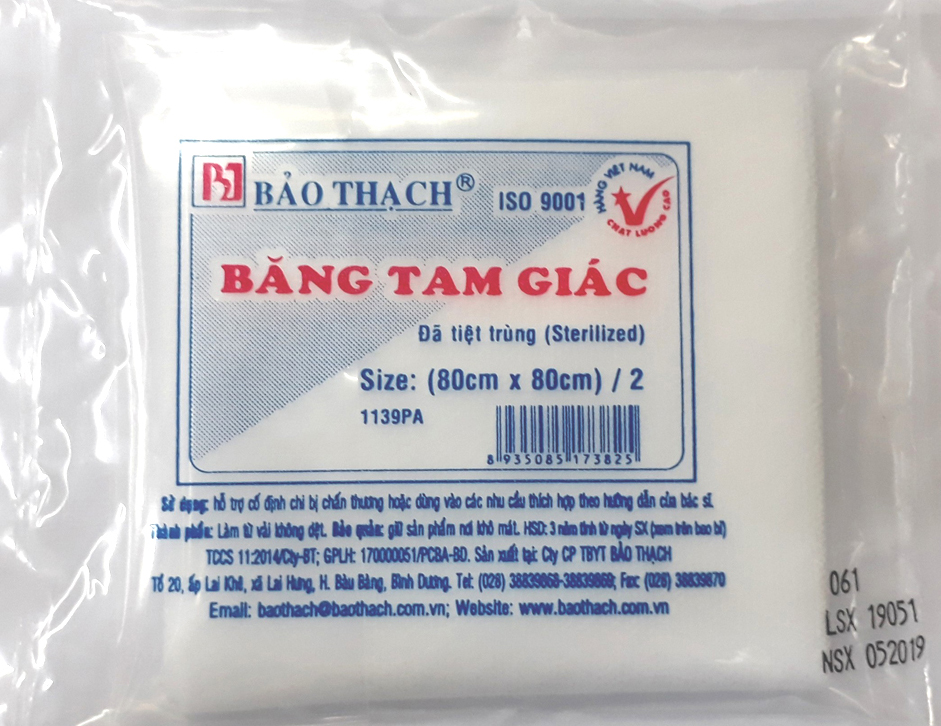 BẢO THẠCH®
ISO 9001
HÀNG VIỆT NAM
CHẤT LƯỢNG CAO
BĂNG TAM GIÁC
Đã tiệt trùng (Sterilized)
Size: (80cm x 80cm) / 2
1139PA
8 935085 173825
Sử dụng: hỗ trợ cố định chi bị chấn thương hoặc dùng vào các nhu cầu thích hợp theo hướng dẫn của bác sĩ.
Thành phần: Làm từ vải không dệt. Bảo quản: giữ sản phẩm nơi khô mát. HSD: 3 năm tính từ ngày SX (xem trên bao bì)
TCCS 11:2014/Cty-BT; GPLH: 170000051/PCBA-BD. Sản xuất tại: Cty CP TBYT BẢO THẠCH
Tổ 20, ấp Lai Khê, xã Lai Hưng, H. Bàu Bàng, Bình Dương. Tel: (028) 38839868-38839869; Fax: (028) 38839870
Email: baothach@baothach.com.vn; Website: www.baothach.com.vn
061
LSX 19051
NSX 052019